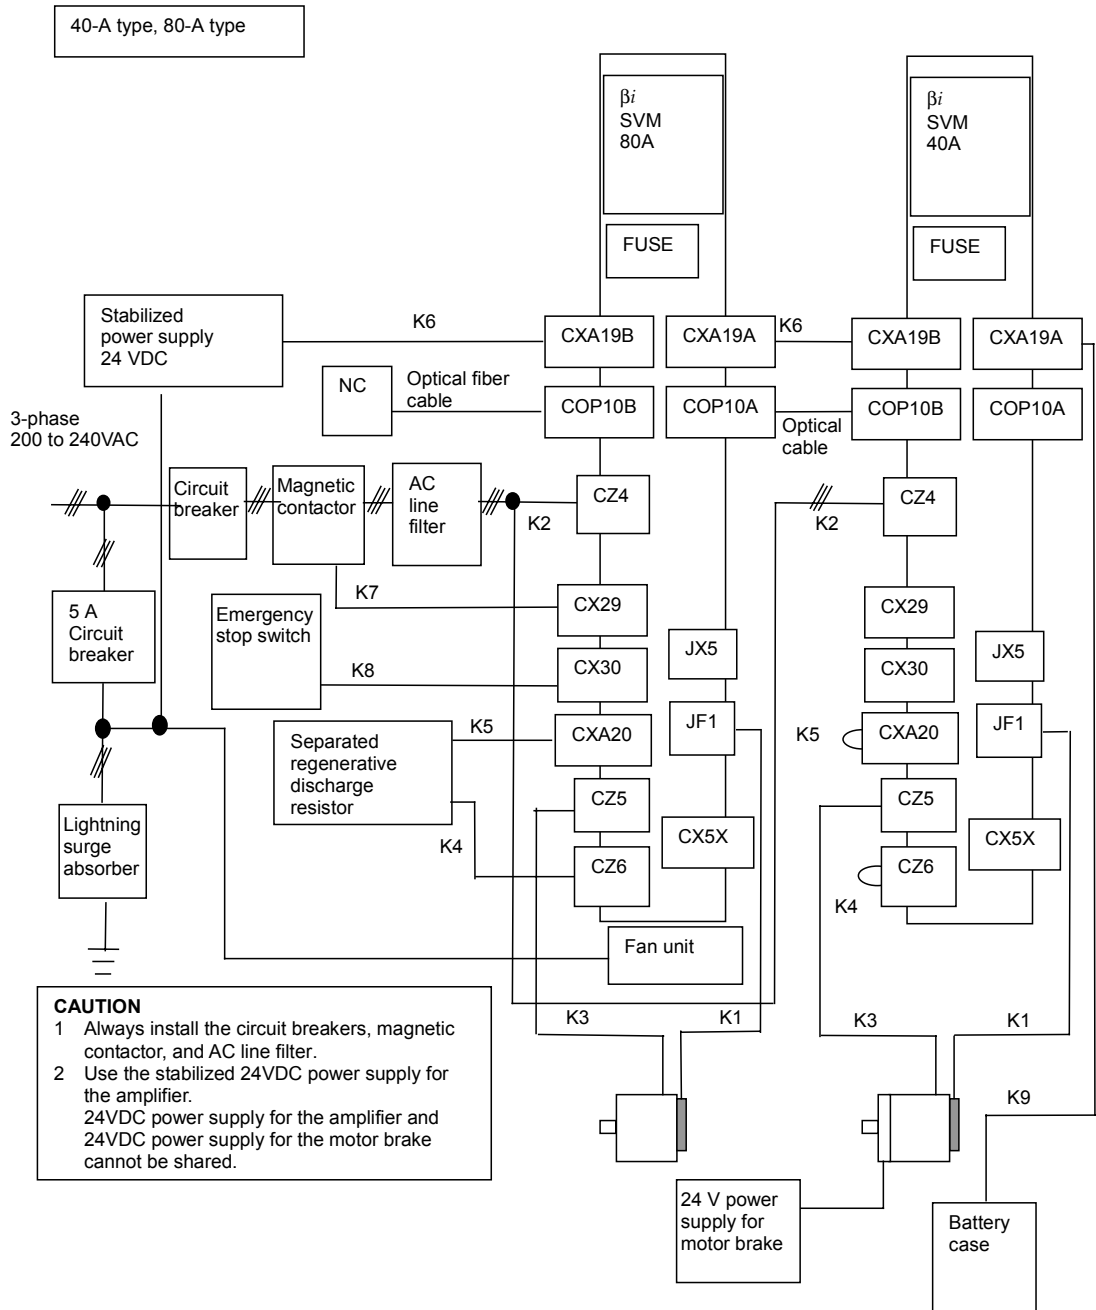 40-A type, 80-A type
βi
SVM
80A
βi
SVM
40A
FUSE
FUSE
Stabilized
power supply
24 VDC
K6
CXA19B
CXA19A
K6
CXA19B
CXA19A
NC
Optical fiber
cable
COP10B
COP10A
Optical
cable
COP10B
COP10A
3-phase
200 to 240VAC
Circuit
breaker
Magnetic
contactor
AC
line
filter
K2
CZ4
K2
CZ4
K7
CX29
CX29
5 A
Circuit
breaker
Emergency
stop switch
K8
CX30
JX5
CX30
JX5
Separated
regenerative
discharge
resistor
K5
CXA20
JF1
K5
CXA20
JF1
Lightning
surge
absorber
K4
CZ5
CZ6
CX5X
CZ5
CZ6
K4
CX5X
Fan unit
CAUTION
1 Always install the circuit breakers, magnetic
contactor, and AC line filter.
2 Use the stabilized 24VDC power supply for
the amplifier.
24VDC power supply for the amplifier and
24VDC power supply for the motor brake
cannot be shared.
K3
K1
K3
K1
K9
24 V power
supply for
motor brake
Battery
case